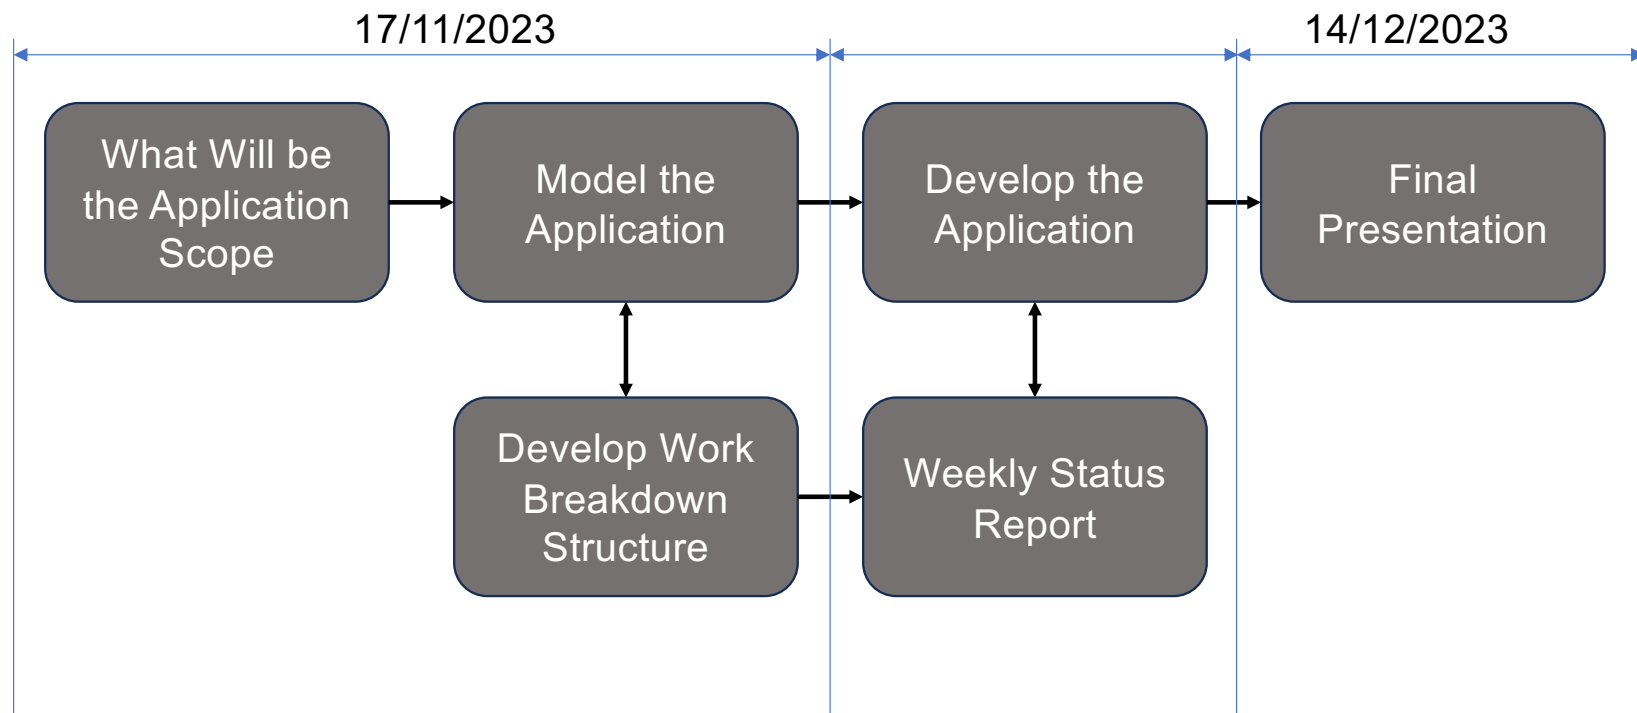 17/11/2023
14/12/2023
What Will be
the Application
Scope
Model the
Application
Develop the
Application
Final
Presentation
Develop Work
Breakdown
Structure
Weekly Status
Report